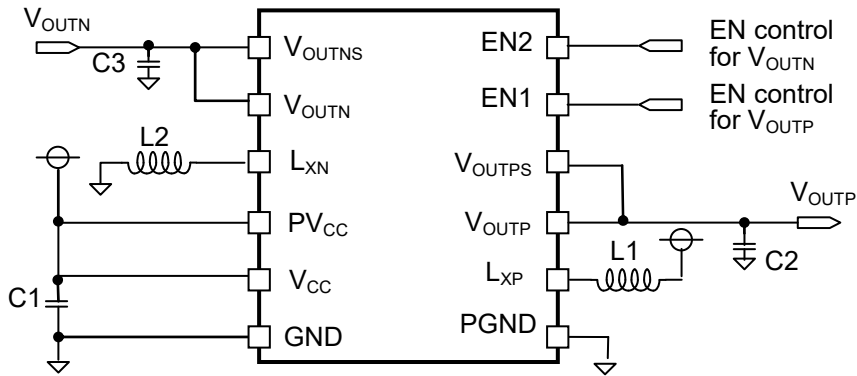 VOUTN
C3
VOUTNS
VOUTN
L2
LXN
PVCC
VCC
C1
GND
EN2
EN control
for VOUTN
EN1
EN control
for VOUTP
VOUTPS
VOUTP
VOUTP
L1
C2
LXP
PGND